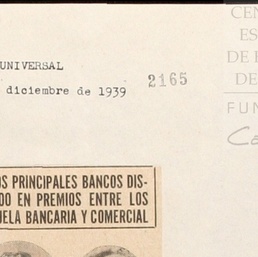 UNIVERSAL
diciembre de 1939
2165
OS PRINCIPALES BANCOS DIS-
DO EN PREMIOS ENTRE LOS
UELA BANCARIA Y COMERCIAL
CEN
ES
DE
DE
FUN
Ca